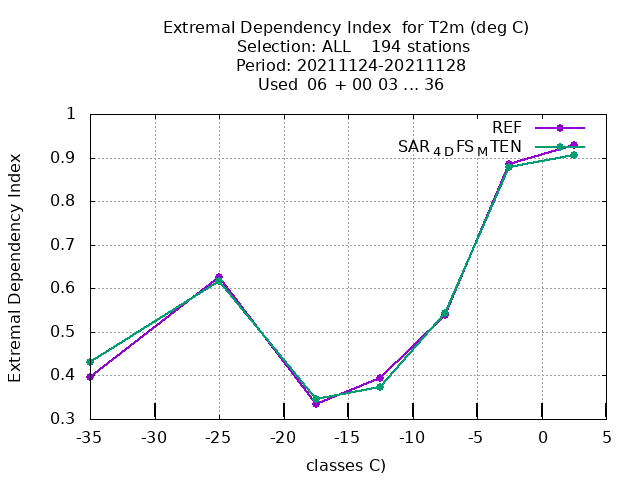 Extremal Dependency Index  for T2m (deg C)
Selection: ALL    194 stations
Period: 20211124-20211128
Used  06 + 00 03 ... 36
Extremal Dependency Index
1
0.9
0.8
0.7
0.6
0.5
0.4
0.3
REF
SAR4DFSMTEN
-35 -30 -25 -20 -15 -10 -5 0 5
classes C)